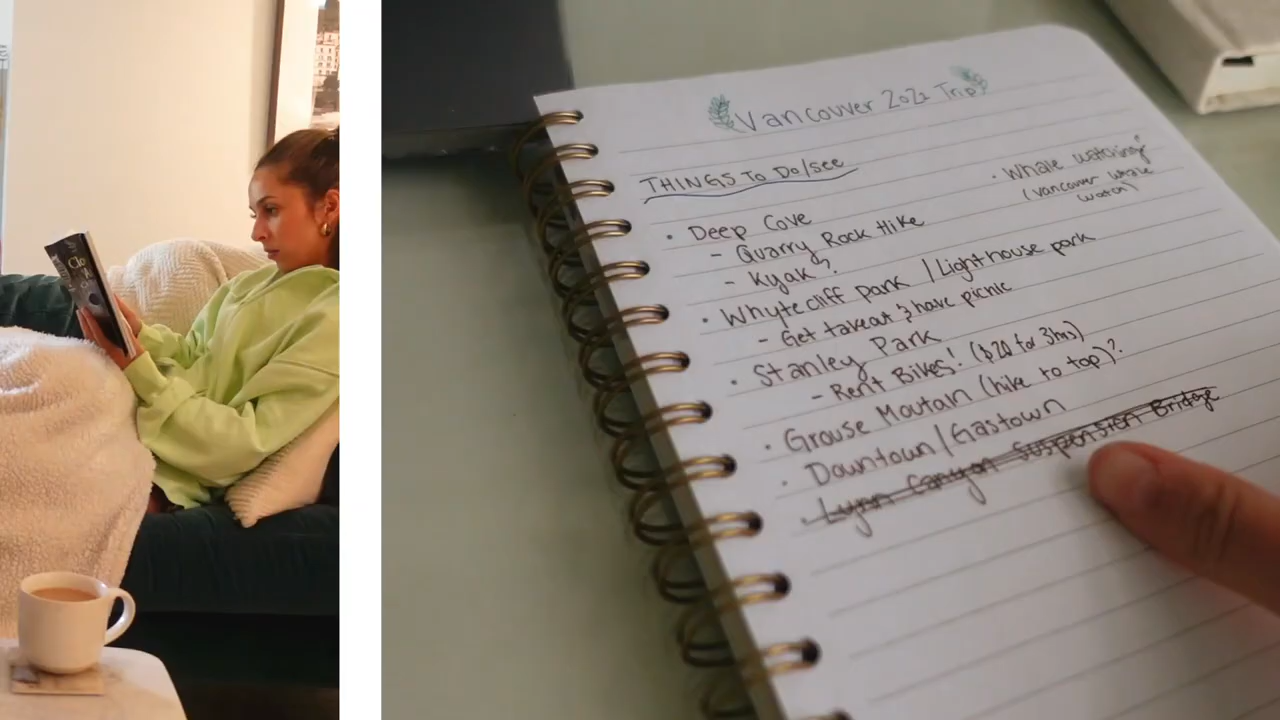 Vancouver 2022 Trip
THINGS TO DO/SEE
• Whale watching?
(Vancouver Whale
watch)
• Deep Cove
- Quarry Rock Hike
- Kyak?
• Whytecliff Park / Lighthouse park
- Get takeout & have picnic
• Stanley Park
- Rent Bikes! ($20 for 3hrs)
• Grouse Moutain (hike to top)?
• Downtown/Gastown
• Lynn Canyon Suspension Bridge